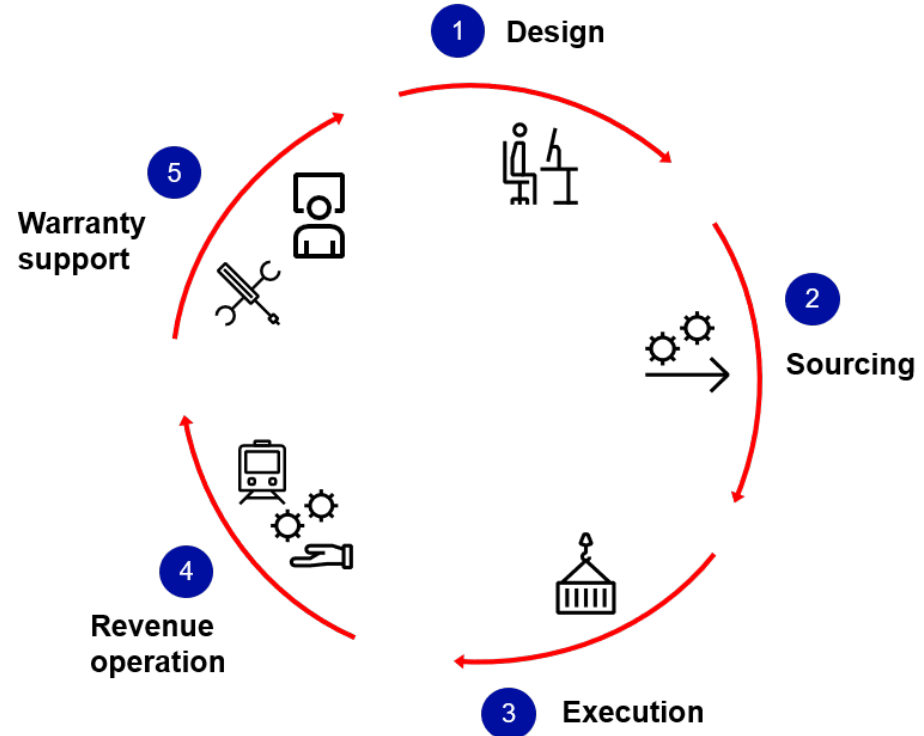 1 Design
2
Sourcing
3 Execution
4
Revenue
operation
5
Warranty
support